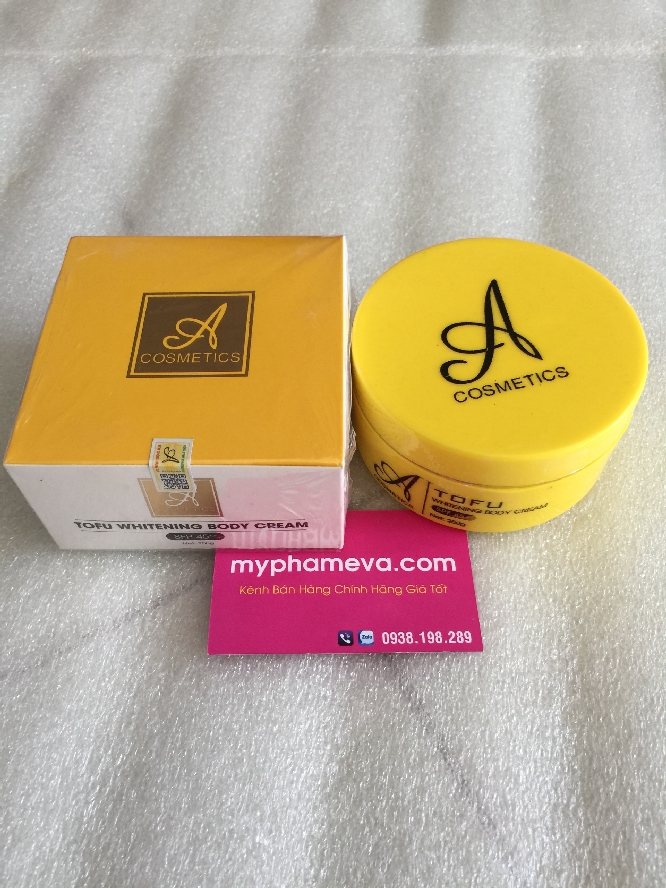 A
COSMETICS
TOFU WHITENING BODY CREAM
A
COSMETICS
A
TOFU
WHITENING BODY CREAM
myphameva.com
Kênh Bán Hàng Chính Hãng Giá Tốt
Zalo
0938.198.289